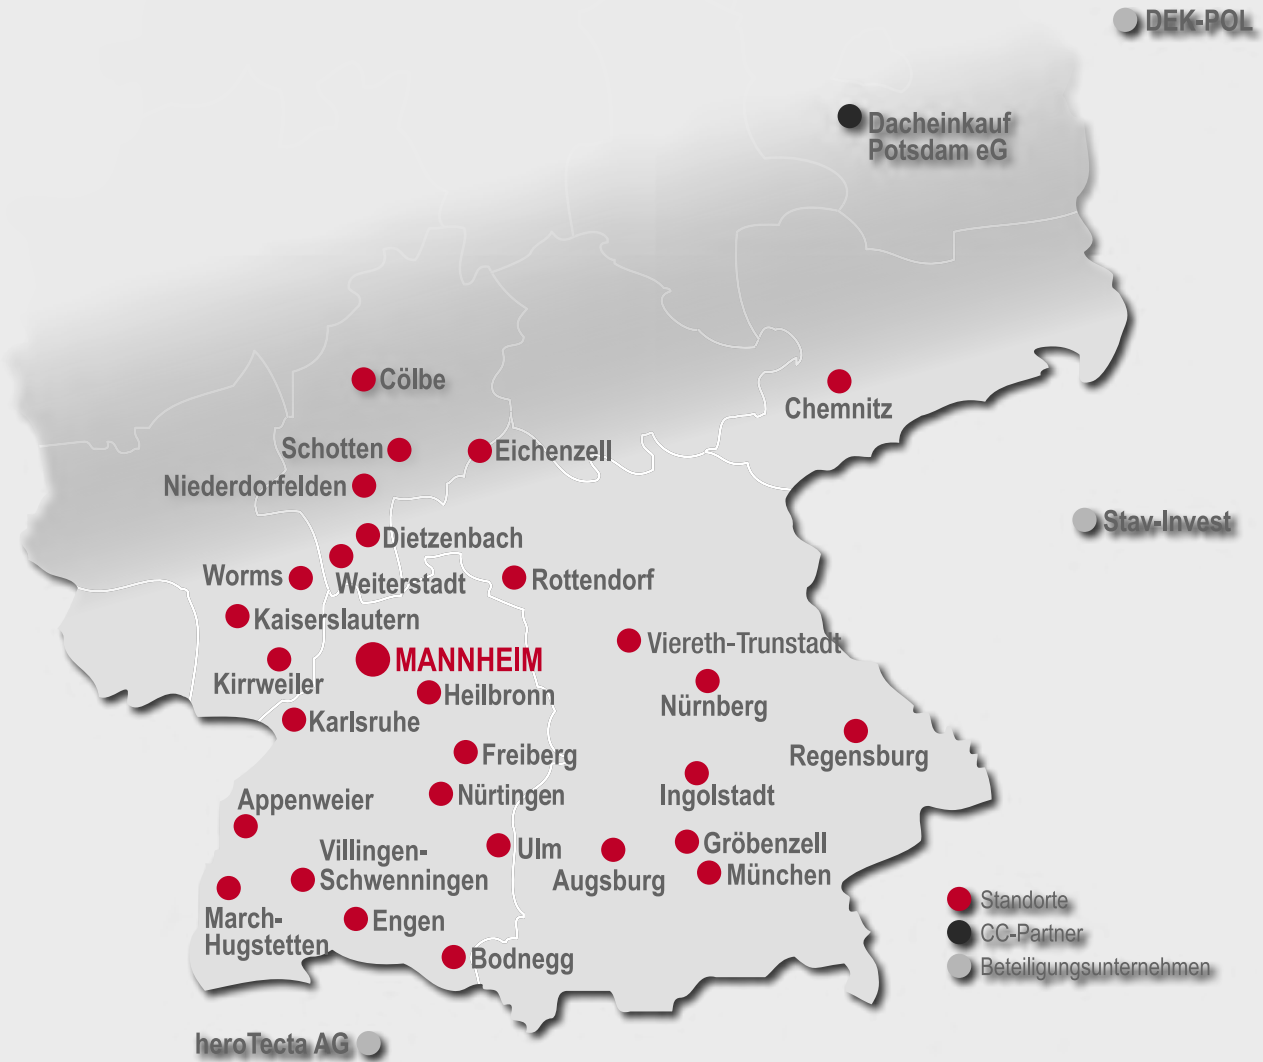 DEK-POL
Dacheinkauf
Potsdam eG
Cölbe
Chemnitz
Schotten
Eichenzell
Niederdorfelden
Stav-Invest
Dietzenbach
Worms
Weiterstadt
Rottendorf
Kaiserslautern
Viereth-Trunstadt
MANNHEIM
Kirrweiler
Heilbronn
Nürnberg
Karlsruhe
Freiberg
Regensburg
Nürtingen
Ingolstadt
Appenweier
Villingen-
Schwenningen
Ulm
Gröbenzell
Augsburg
München
March-
Hugstetten
Engen
Bodnegg
Standorte
CC-Partner
Beteiligungsunternehmen
heroTecta AG